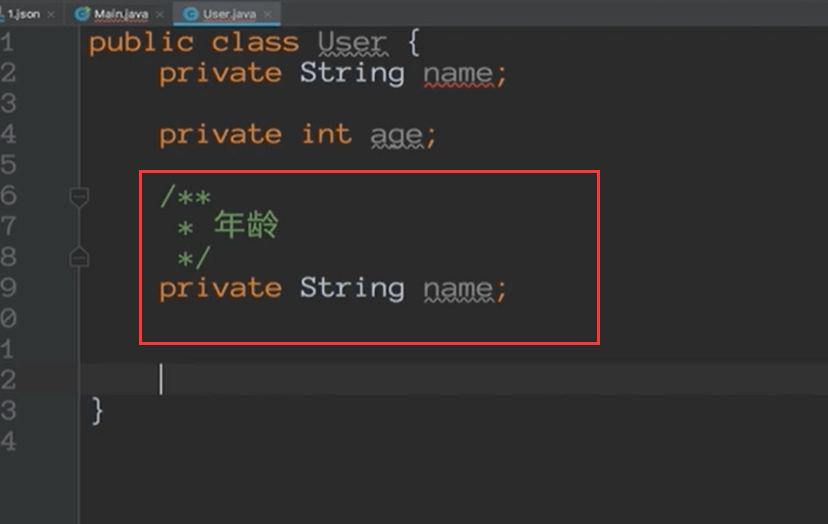 1.json × Main.java × User.java ×
1 public class User {
2 private String name;
3
4 private int age;
5
6 /**
7 * 年龄
8 */
9 private String name;
0
1
2
3 }
4